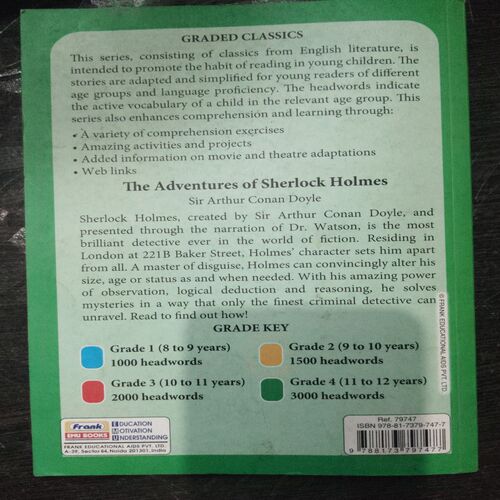 GRADED CLASSICS
This series, consisting of classics from English literature, is
intended to promote the habit of reading in young children. The
stories are adapted and simplified for young readers of different
age groups and language proficiency. The headwords indicate
the active vocabulary of a child in the relevant age group. This
series also enhances comprehension and learning through:
• A variety of comprehension exercises
• Amazing activities and projects
• Added information on movie and theatre adaptations
• Web links
The Adventures of Sherlock Holmes
Sir Arthur Conan Doyle
Sherlock Holmes, created by Sir Arthur Conan Doyle, and
presented through the narration of Dr. Watson, is the most
brilliant detective ever in the world of fiction. Residing in
London at 221B Baker Street, Holmes' character sets him apart
from all. A master of disguise, Holmes can convincingly alter his
size, age or status as and when needed. With his amazing power
of observation, logical deduction and reasoning, he solves
mysteries in a way that only the finest criminal detective can
unravel. Read to find out how!
GRADE KEY
Grade 1 (8 to 9 years)
1000 headwords
Grade 2 (9 to 10 years)
1500 headwords
Grade 3 (10 to 11 years)
2000 headwords
Grade 4 (11 to 12 years)
3000 headwords
© FRANK EDUCATIONAL AIDS PVT. LTD.
Frank
EMU BOOKS
EDUCATION
MOTIVATION
UNDERSTANDING
FRANK EDUCATIONAL AIDS PVT. LTD.
A-39, Sector 64, Noida 201301, India
Ref. 79747
ISBN 978-81-7379-747-7
9 788173 797477